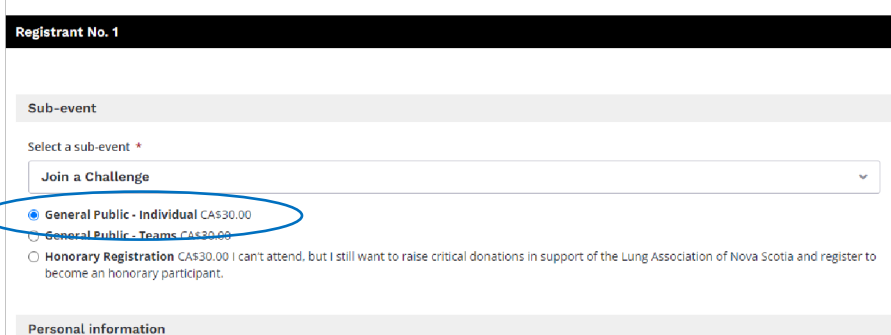 Registrant No. 1
Sub-event
Select a sub-event *
Join a Challenge
General Public - Individual CA$30.00
General Public - Teams CA$30.00
Honorary Registration CA$30.00 I can't attend, but I still want to raise critical donations in support of the Lung Association of Nova Scotia and register to
become an honorary participant.
Personal information